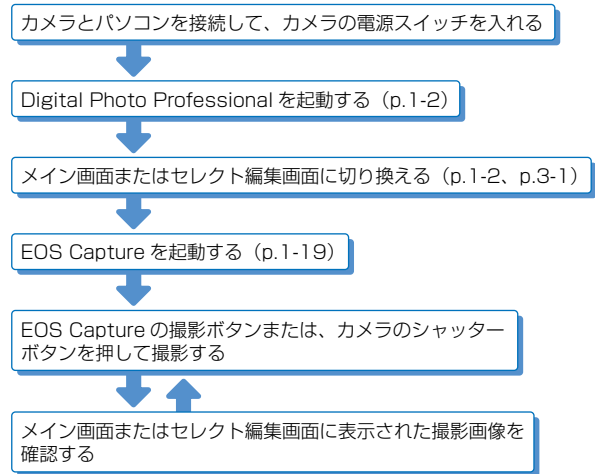 カメラとパソコンを接続して、カメラの電源スイッチを入れる
Digital Photo Professional を起動する（p.1-2）
メイン画面またはセレクト編集画面に切り換える（p.1-2、p.3-1）
EOS Capture を起動する（p.1-19）
EOS Capture の撮影ボタンまたは、カメラのシャッター
ボタンを押して撮影する
メイン画面またはセレクト編集画面に表示された撮影画像を
確認する